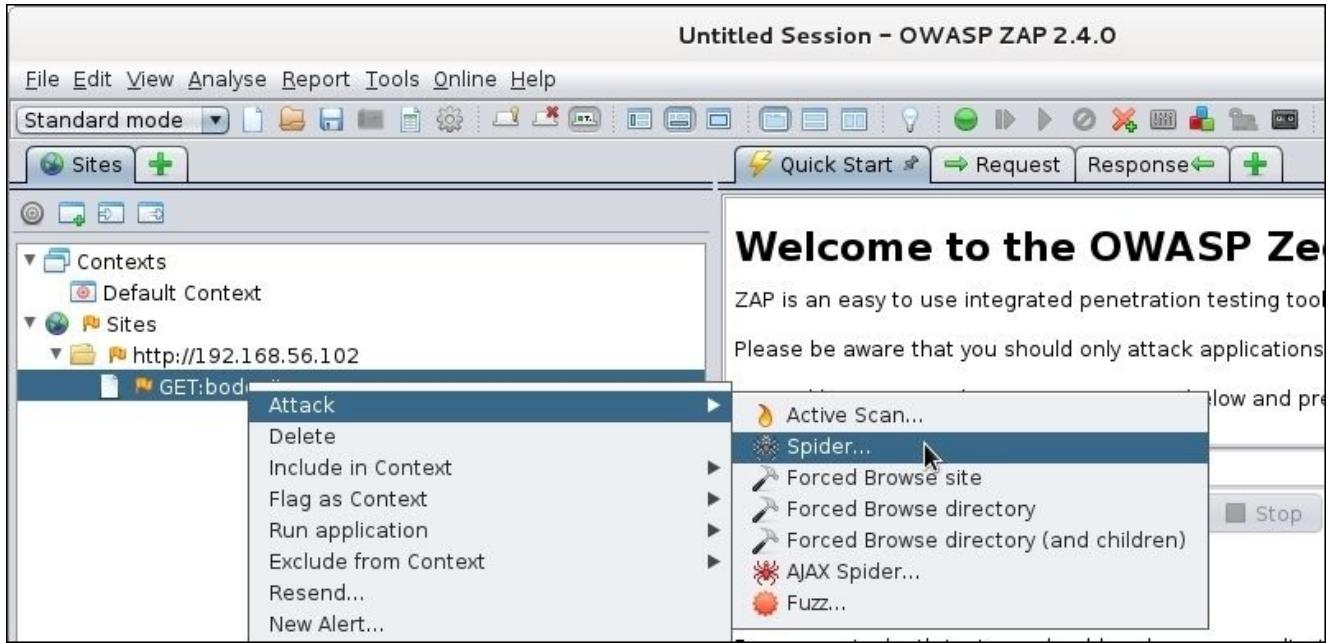 Untitled Session – OWASP ZAP 2.4.0
File Edit View Analyse Report Tools Online Help
Standard mode
Sites
Quick Start
Request
Response
Contexts
Default Context
Sites
http://192.168.56.102
GET:bod
Attack
Delete
Include in Context
Flag as Context
Run application
Exclude from Context
Resend...
New Alert...
Active Scan...
Spider...
Forced Browse site
Forced Browse directory
Forced Browse directory (and children)
AJAX Spider...
Fuzz...
Welcome to the OWASP Ze
ZAP is an easy to use integrated penetration testing tool
Please be aware that you should only attack applications
elow and pre
Stop